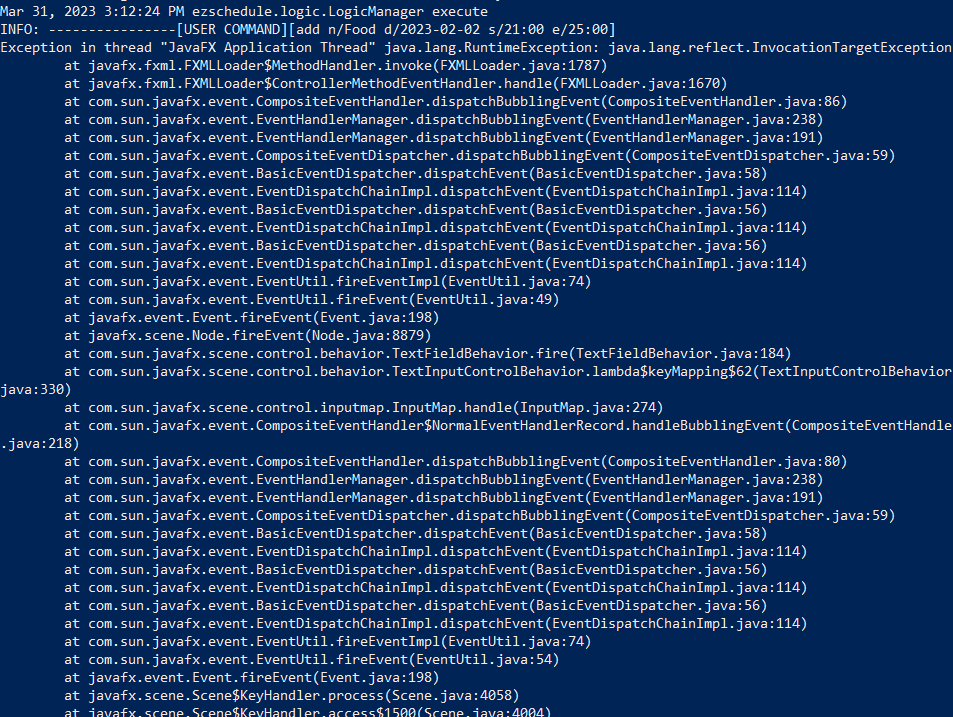 Mar 31, 2023 3:12:24 PM ezschedule.logic.LogicManager execute
INFO: ----------------[USER COMMAND][add n/Food d/2023-02-02 s/21:00 e/25:00]
Exception in thread "JavaFX Application Thread" java.lang.RuntimeException: java.lang.reflect.InvocationTargetException
        at javafx.fxml.FXMLLoader$MethodHandler.invoke(FXMLLoader.java:1787)
        at javafx.fxml.FXMLLoader$ControllerMethodEventHandler.handle(FXMLLoader.java:1670)
        at com.sun.javafx.event.CompositeEventHandler.dispatchBubblingEvent(CompositeEventHandler.java:86)
        at com.sun.javafx.event.EventHandlerManager.dispatchBubblingEvent(EventHandlerManager.java:238)
        at com.sun.javafx.event.EventHandlerManager.dispatchBubblingEvent(EventHandlerManager.java:191)
        at com.sun.javafx.event.CompositeEventDispatcher.dispatchBubblingEvent(CompositeEventDispatcher.java:59)
        at com.sun.javafx.event.BasicEventDispatcher.dispatchEvent(BasicEventDispatcher.java:58)
        at com.sun.javafx.event.EventDispatchChainImpl.dispatchEvent(EventDispatchChainImpl.java:114)
        at com.sun.javafx.event.BasicEventDispatcher.dispatchEvent(BasicEventDispatcher.java:56)
        at com.sun.javafx.event.EventDispatchChainImpl.dispatchEvent(EventDispatchChainImpl.java:114)
        at com.sun.javafx.event.BasicEventDispatcher.dispatchEvent(BasicEventDispatcher.java:56)
        at com.sun.javafx.event.EventDispatchChainImpl.dispatchEvent(EventDispatchChainImpl.java:114)
        at com.sun.javafx.event.EventUtil.fireEventImpl(EventUtil.java:74)
        at com.sun.javafx.event.EventUtil.fireEvent(EventUtil.java:49)
        at javafx.event.Event.fireEvent(Event.java:198)
        at javafx.scene.Node.fireEvent(Node.java:8879)
        at com.sun.javafx.scene.control.behavior.TextFieldBehavior.fire(TextFieldBehavior.java:184)
        at com.sun.javafx.scene.control.behavior.TextInputControlBehavior.lambda$keyMapping$62(TextInputControlBehavior
java:330)
        at com.sun.javafx.scene.control.inputmap.InputMap.handle(InputMap.java:274)
        at com.sun.javafx.event.CompositeEventHandler$NormalEventHandlerRecord.handleBubblingEvent(CompositeEventHandle
.java:218)
        at com.sun.javafx.event.CompositeEventHandler.dispatchBubblingEvent(CompositeEventHandler.java:80)
        at com.sun.javafx.event.EventHandlerManager.dispatchBubblingEvent(EventHandlerManager.java:238)
        at com.sun.javafx.event.EventHandlerManager.dispatchBubblingEvent(EventHandlerManager.java:191)
        at com.sun.javafx.event.CompositeEventDispatcher.dispatchBubblingEvent(CompositeEventDispatcher.java:59)
        at com.sun.javafx.event.BasicEventDispatcher.dispatchEvent(BasicEventDispatcher.java:58)
        at com.sun.javafx.event.EventDispatchChainImpl.dispatchEvent(EventDispatchChainImpl.java:114)
        at com.sun.javafx.event.BasicEventDispatcher.dispatchEvent(BasicEventDispatcher.java:56)
        at com.sun.javafx.event.EventDispatchChainImpl.dispatchEvent(EventDispatchChainImpl.java:114)
        at com.sun.javafx.event.BasicEventDispatcher.dispatchEvent(BasicEventDispatcher.java:56)
        at com.sun.javafx.event.EventDispatchChainImpl.dispatchEvent(EventDispatchChainImpl.java:114)
        at com.sun.javafx.event.EventUtil.fireEventImpl(EventUtil.java:74)
        at com.sun.javafx.event.EventUtil.fireEvent(EventUtil.java:54)
        at javafx.event.Event.fireEvent(Event.java:198)
        at javafx.scene.Scene$KeyHandler.process(Scene.java:4058)
        at javafx.scene.Scene$KeyHandler.access$1500(Scene.java:4004)